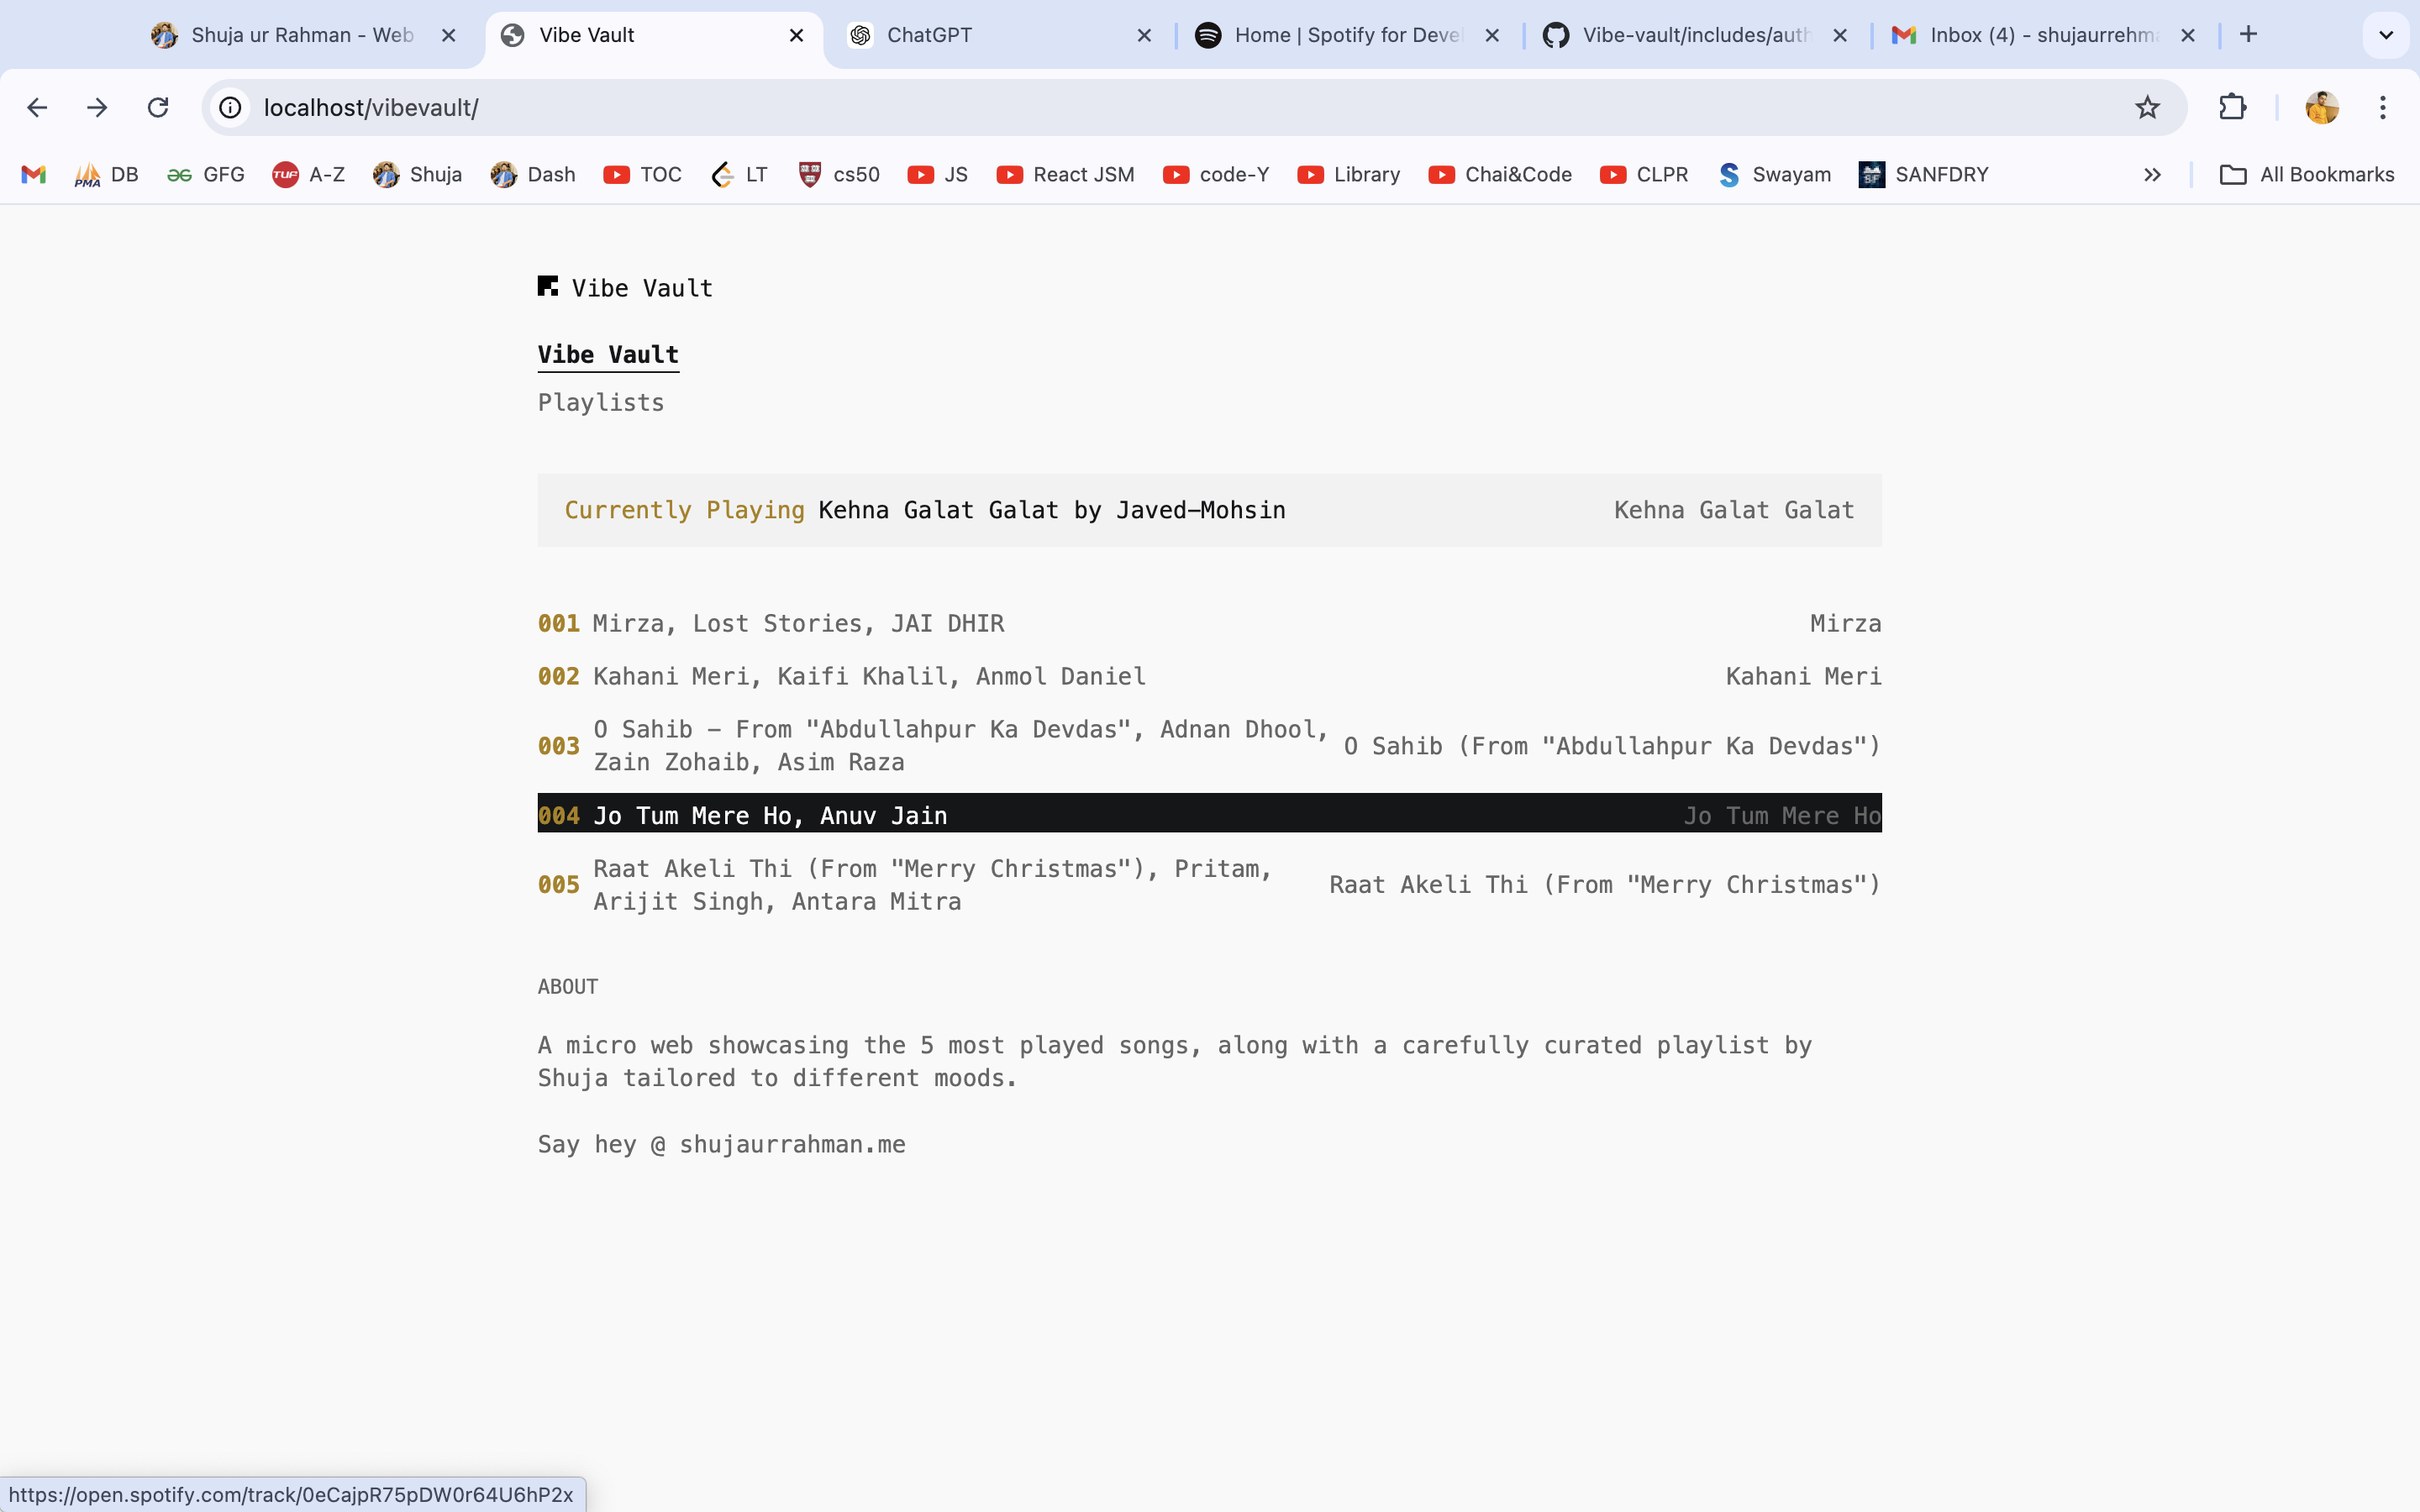 Shuja ur Rahman - Web
Vibe Vault
ChatGPT
Home | Spotify for Devel
Vibe-vault/includes/auth
Inbox (4) - shujaurrehma
localhost/vibevault/
DB
GFG
TUF A-Z
Shuja
Dash
TOC
LT
cs50
JS
React JSM
code-Y
Library
Chai&Code
CLPR
Swayam
SANFDRY
All Bookmarks
Vibe Vault
Vibe Vault
Playlists
Currently Playing Kehna Galat Galat by Javed-Mohsin Kehna Galat Galat
001 Mirza, Lost Stories, JAI DHIR Mirza
002 Kahani Meri, Kaifi Khalil, Anmol Daniel Kahani Meri
003 O Sahib - From "Abdullahpur Ka Devdas", Adnan Dhool,
Zain Zohaib, Asim Raza
O Sahib (From "Abdullahpur Ka Devdas")
004 Jo Tum Mere Ho, Anuv Jain Jo Tum Mere Ho
005 Raat Akeli Thi (From "Merry Christmas"), Pritam,
Arijit Singh, Antara Mitra
Raat Akeli Thi (From "Merry Christmas")
ABOUT
A micro web showcasing the 5 most played songs, along with a carefully curated playlist by
Shuja tailored to different moods.
Say hey @ shujaurrahman.me
https://open.spotify.com/track/0eCajpR75pDW0r64U6hP2x